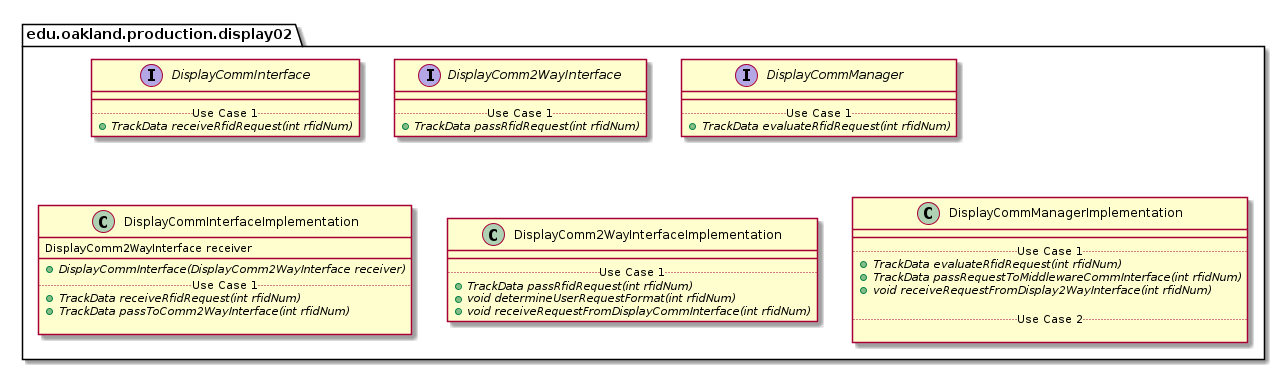 edu.oakland.production.display02
I DisplayCommInterface
Use Case 1
TrackData receiveRfidRequest(int rfidNum)
I DisplayComm2WayInterface
Use Case 1
TrackData passRfidRequest(int rfidNum)
I DisplayCommManager
Use Case 1
TrackData evaluateRfidRequest(int rfidNum)
C DisplayCommInterfaceImplementation
DisplayComm2WayInterface receiver
DisplayCommInterface(DisplayComm2WayInterface receiver)
Use Case 1
TrackData receiveRfidRequest(int rfidNum)
TrackData passToComm2WayInterface(int rfidNum)
C DisplayComm2WayInterfaceImplementation
Use Case 1
TrackData passRfidRequest(int rfidNum)
void determineUserRequestFormat(int rfidNum)
void receiveRequestFromDisplayCommInterface(int rfidNum)
C DisplayCommManagerImplementation
Use Case 1
TrackData evaluateRfidRequest(int rfidNum)
TrackData passRequestToMiddlewareCommInterface(int rfidNum)
void receiveRequestFromDisplay2WayInterface(int rfidNum)
Use Case 2